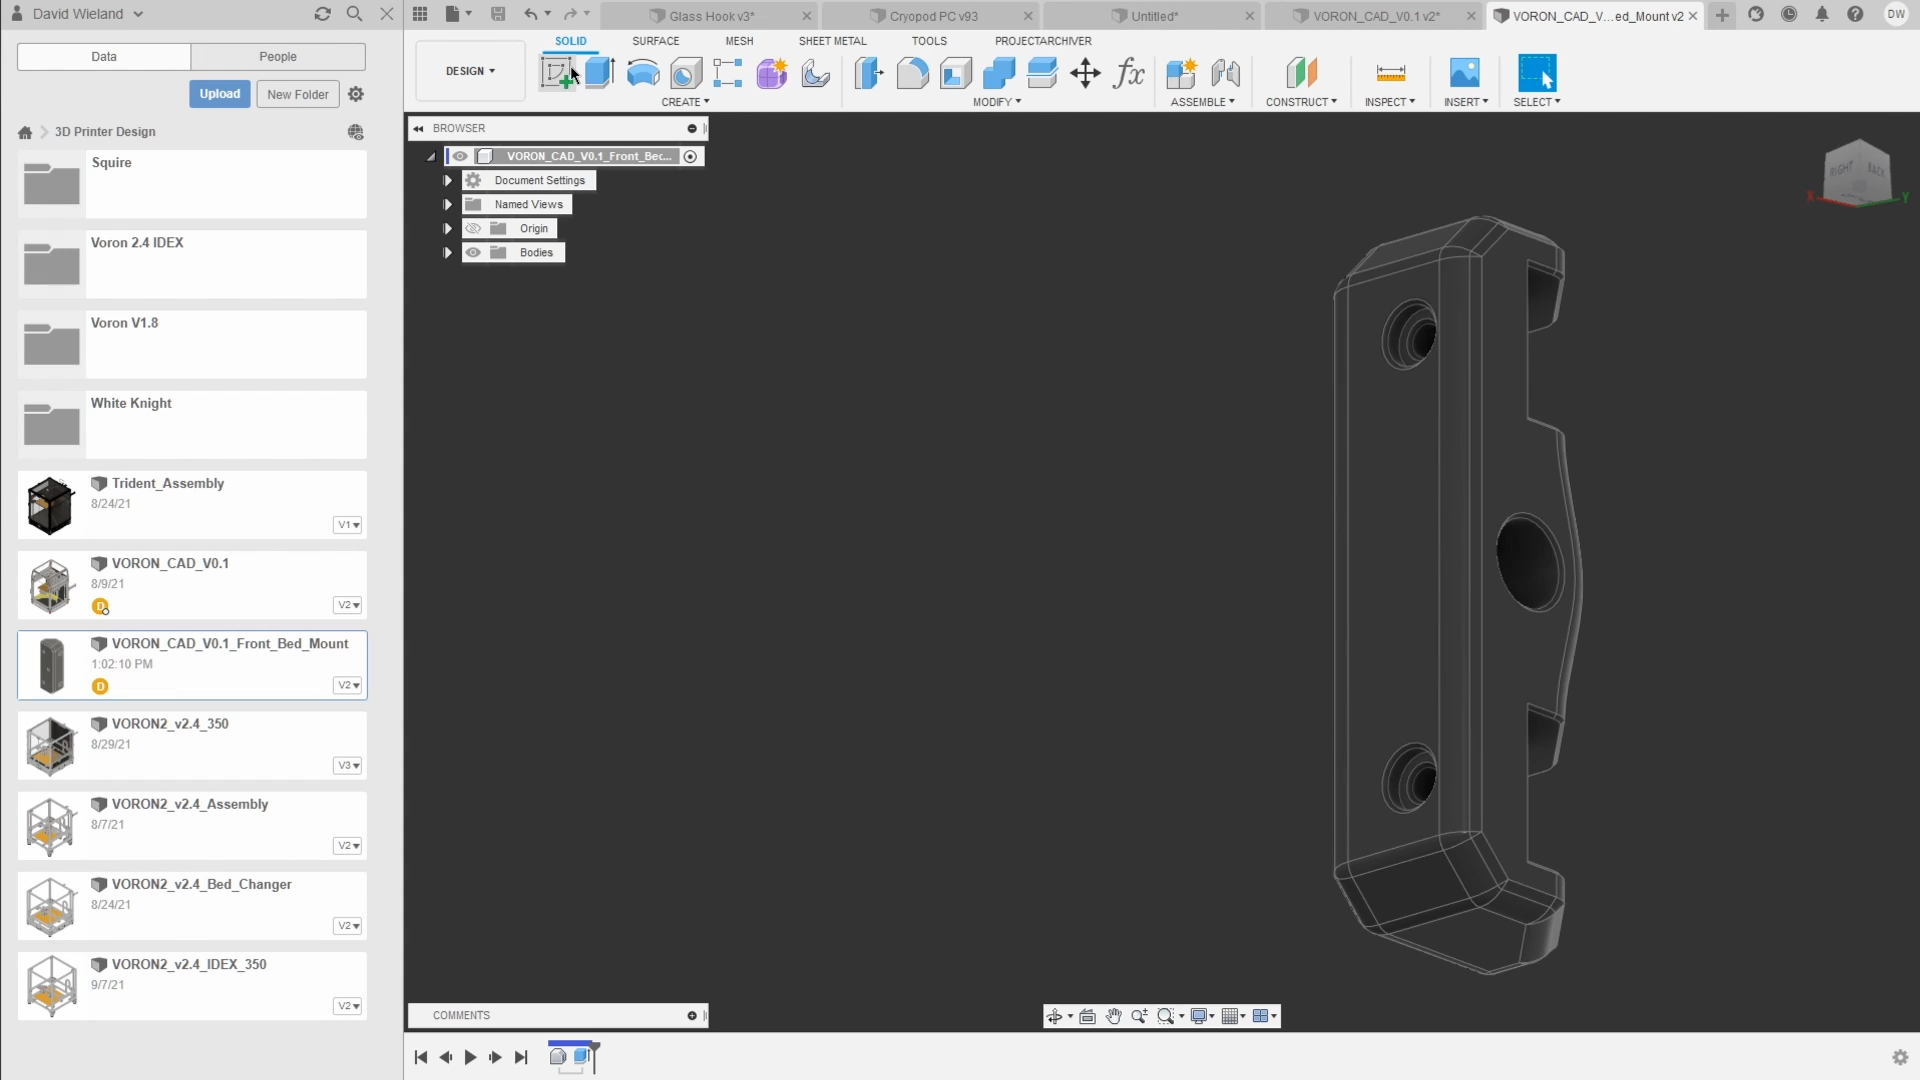 David Wieland
Data
People
Upload
New Folder
3D Printer Design
Squire
Voron 2.4 IDEX
Voron V1.8
White Knight
Trident_Assembly
8/24/21
V1
VORON_CAD_V0.1
8/9/21
D
V2
VORON_CAD_V0.1_Front_Bed_Mount
1:02:10 PM
D
V2
VORON2_v2.4_350
8/29/21
V3
VORON2_v2.4_Assembly
8/7/21
V2
VORON2_v2.4_Bed_Changer
8/24/21
V2
VORON2_v2.4_IDEX_350
9/7/21
V2
Glass Hook v3*
Cryopod PC v93
Untitled*
VORON_CAD_V0.1 v2*
VORON_CAD_V...ed_Mount v2
DW
SOLID
SURFACE
MESH
SHEET METAL
TOOLS
PROJECTARCHIVER
DESIGN
fx
CREATE
MODIFY
ASSEMBLE
CONSTRUCT
INSPECT
INSERT
SELECT
BROWSER
VORON_CAD_V0.1_Front_Bec...
Document Settings
Named Views
Origin
Bodies
RIGHT
BACK
X
Y
COMMENTS